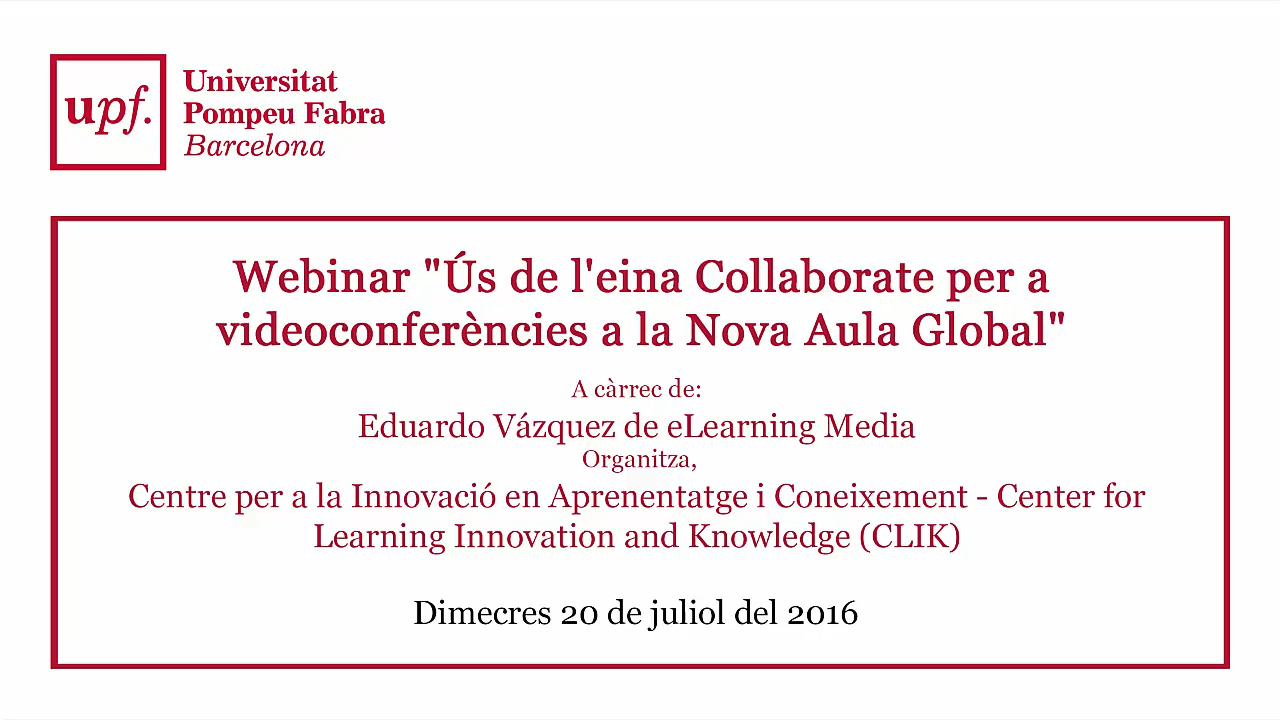 upf.
Universitat
Pompeu Fabra
Barcelona
Webinar "Ús de l'eina Collaborate per a
videoconferències a la Nova Aula Global"
A càrrec de:
Eduardo Vázquez de eLearning Media
Organitza,
Centre per a la Innovació en Aprenentatge i Coneixement - Center for
Learning Innovation and Knowledge (CLIK)
Dimecres 20 de juliol del 2016